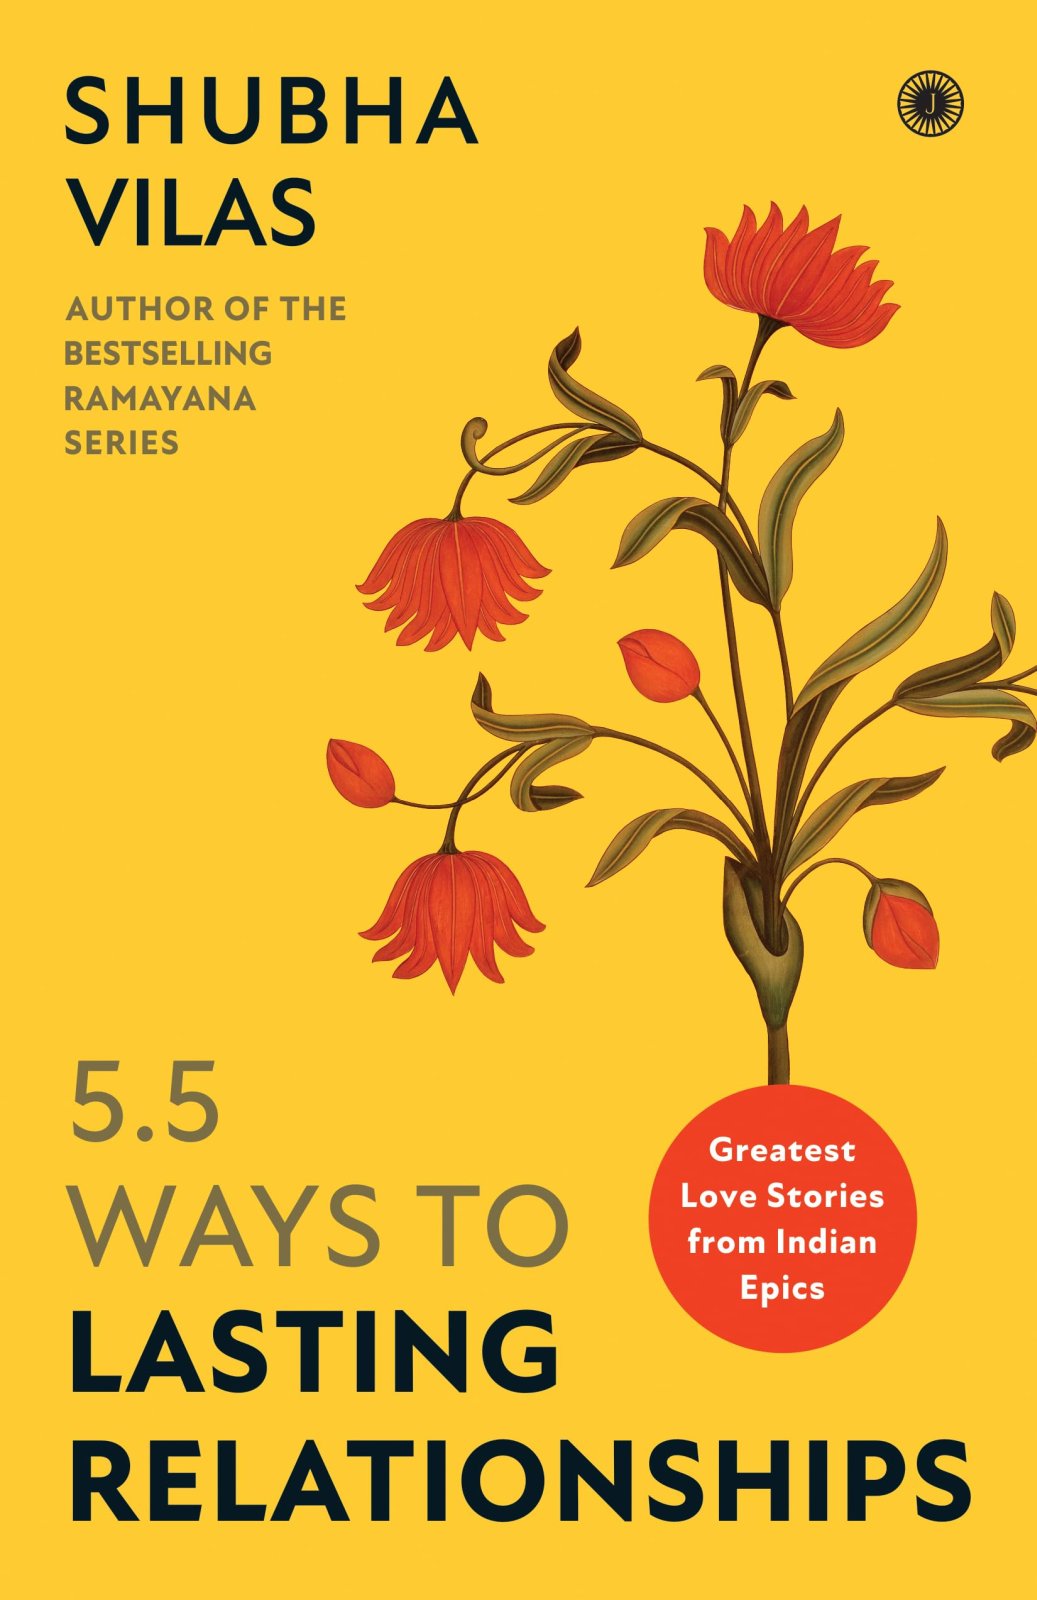 SHUBHA
VILAS
AUTHOR OF THE
BESTSELLING
RAMAYANA
SERIES
J
5.5
WAYS TO
LASTING
RELATIONSHIPS
Greatest
Love Stories
from Indian
Epics